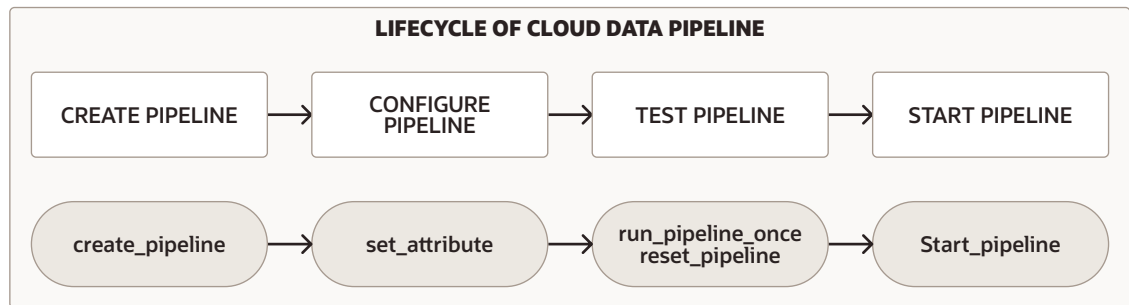 LIFECYCLE OF CLOUD DATA PIPELINE
CREATE PIPELINE
CONFIGURE
PIPELINE
TEST PIPELINE
START PIPELINE
create_pipeline
set_attribute
run_pipeline_once
reset_pipeline
Start_pipeline